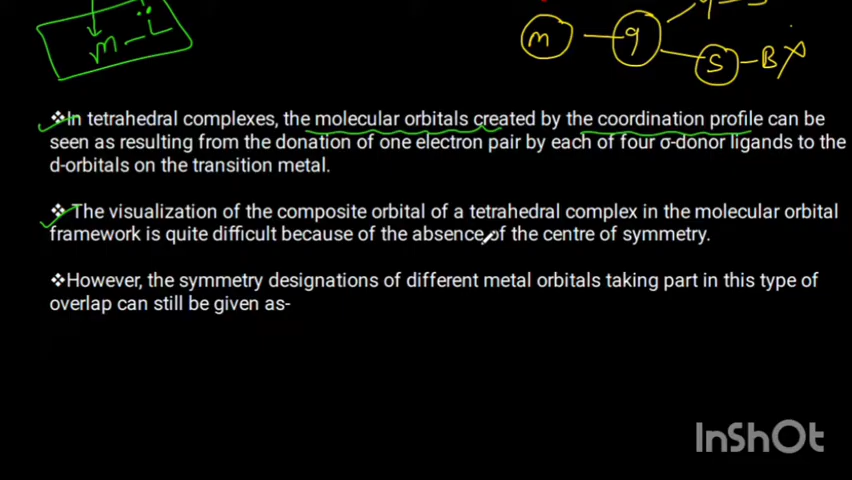 m – L
m – q
S – B
❖In tetrahedral complexes, the molecular orbitals created by the coordination profile can be
seen as resulting from the donation of one electron pair by each of four σ-donor ligands to the
d-orbitals on the transition metal.
❖ The visualization of the composite orbital of a tetrahedral complex in the molecular orbital
framework is quite difficult because of the absence of the centre of symmetry.
❖However, the symmetry designations of different metal orbitals taking part in this type of
overlap can still be given as-
InShOt